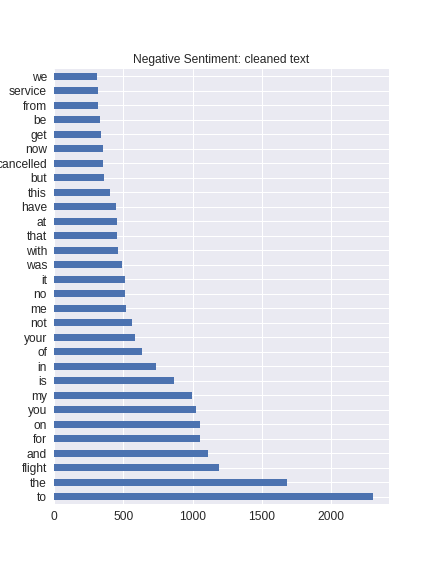 Negative Sentiment: cleaned text
we
service
from
be
get
now
cancelled
but
this
have
at
that
with
was
it
no
me
not
your
of
in
is
my
you
on
for
and
flight
the
to
0 500 1000 1500 2000